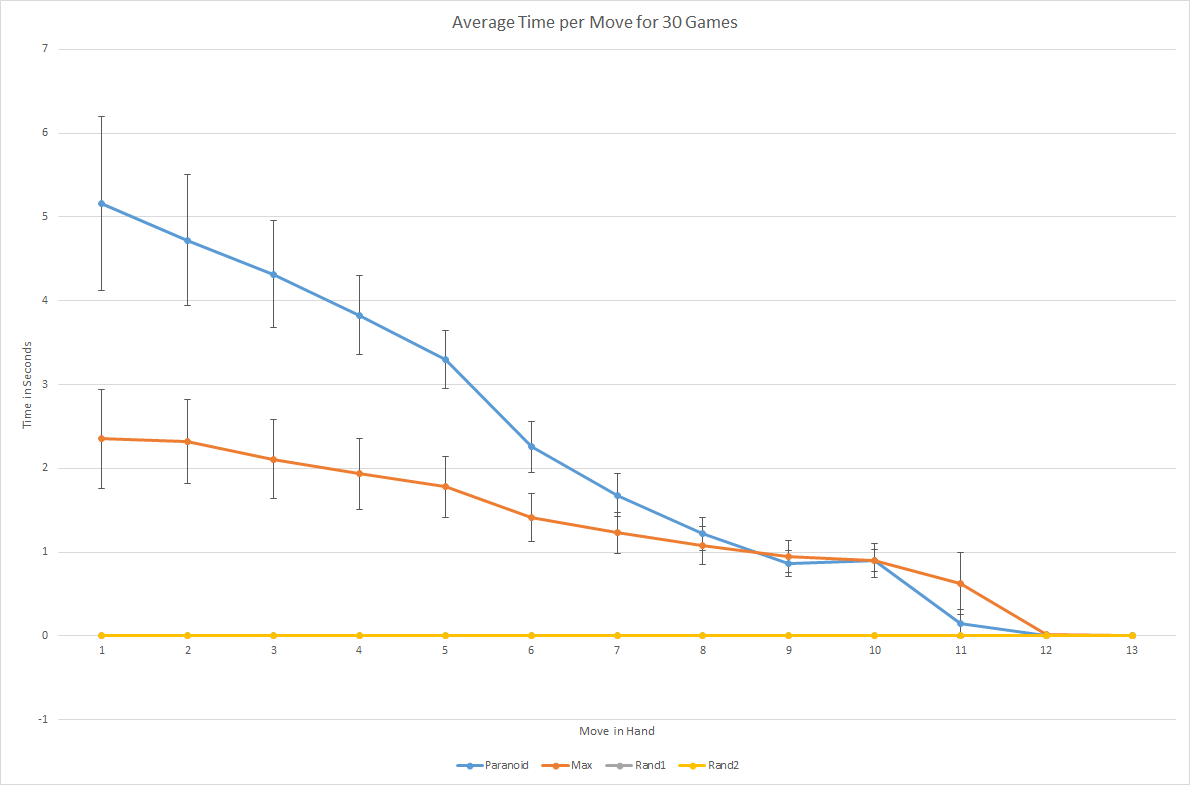 Average Time per Move for 30 Games
7
6
5
4
3
2
1
0
-1
Time in Seconds
1 2 3 4 5 6 7 8 9 10 11 12 13
Move in Hand
Paranoid Max Rand1 Rand2